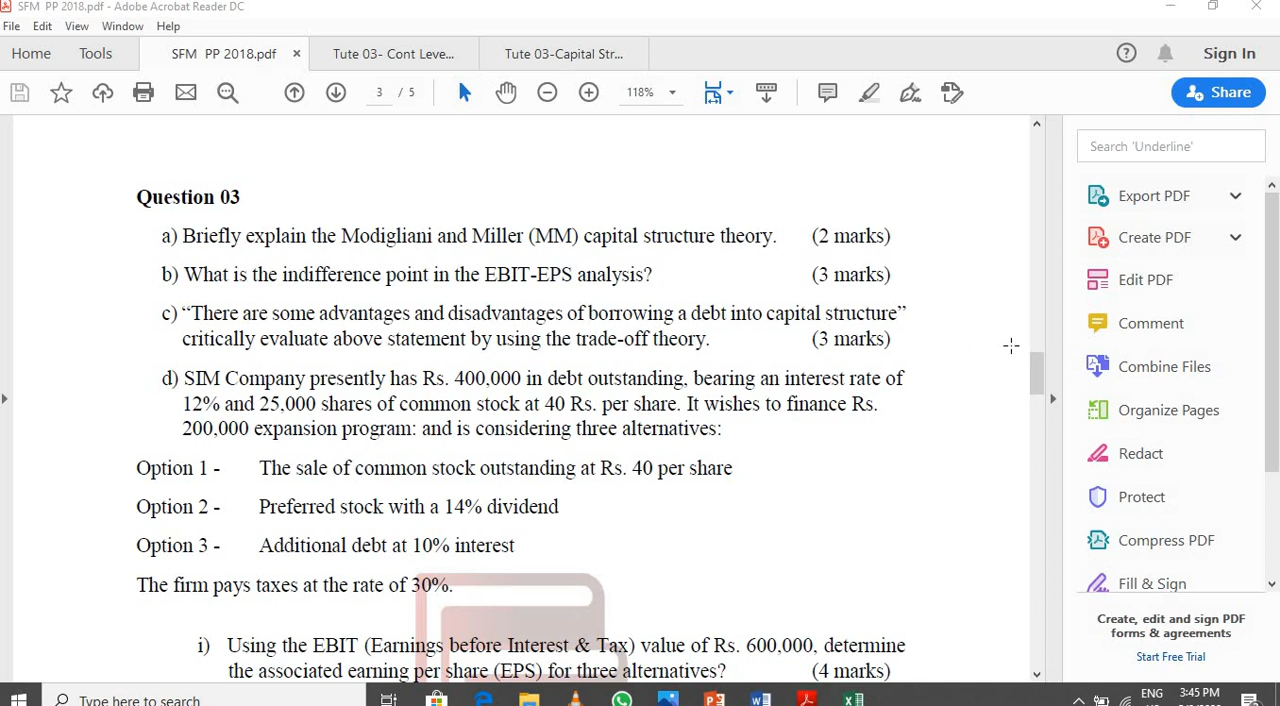 SFM PP 2018.pdf - Adobe Acrobat Reader DC
File Edit View Window Help
Home Tools SFM PP 2018.pdf × Tute 03- Cont Leve... Tute 03-Capital Str... Sign In
3 / 5 118% Share
Search 'Underline'
Question 03
a) Briefly explain the Modigliani and Miller (MM) capital structure theory. (2 marks)
b) What is the indifference point in the EBIT-EPS analysis? (3 marks)
c) “There are some advantages and disadvantages of borrowing a debt into capital structure”
critically evaluate above statement by using the trade-off theory. (3 marks)
d) SIM Company presently has Rs. 400,000 in debt outstanding, bearing an interest rate of
12% and 25,000 shares of common stock at 40 Rs. per share. It wishes to finance Rs.
200,000 expansion program: and is considering three alternatives:
Option 1 - The sale of common stock outstanding at Rs. 40 per share
Option 2 - Preferred stock with a 14% dividend
Option 3 - Additional debt at 10% interest
The firm pays taxes at the rate of 30%.
i) Using the EBIT (Earnings before Interest & Tax) value of Rs. 600,000, determine
the associated earning per share (EPS) for three alternatives? (4 marks)
Export PDF
Create PDF
Edit PDF
Comment
Combine Files
Organize Pages
Redact
Protect
Compress PDF
Fill & Sign
Create, edit and sign PDF
forms & agreements
Start Free Trial
Type here to search
ENG 3:45 PM